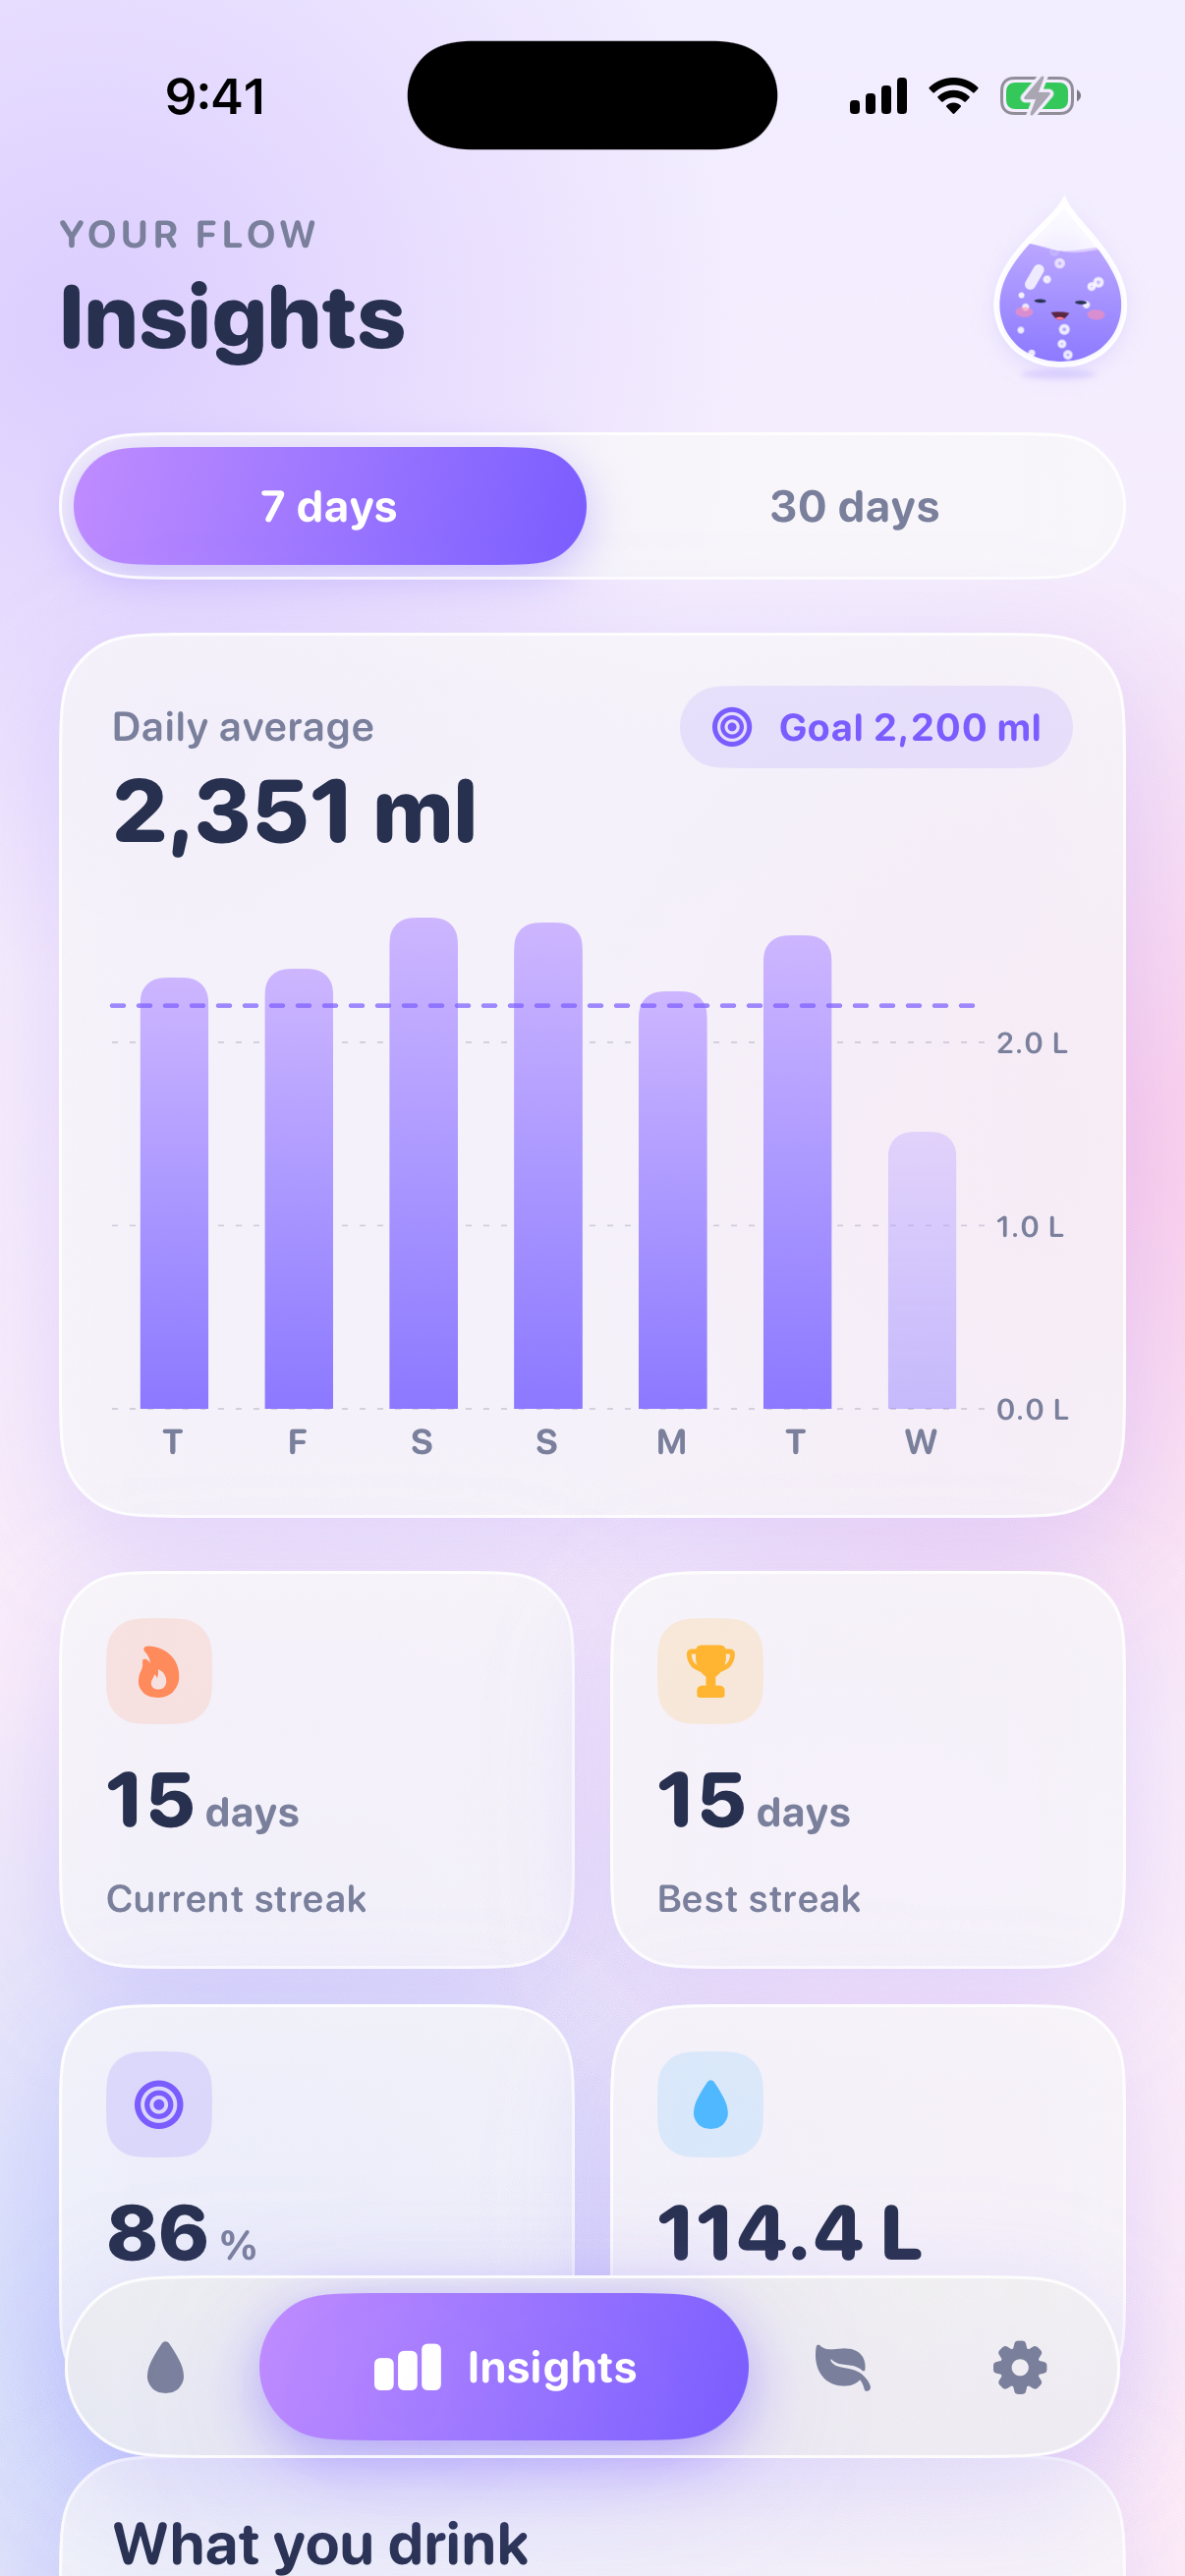 9:41
YOUR FLOW
Insights
7 days
30 days
Daily average
Goal 2,200 ml
2,351 ml
2.0 L
1.0 L
0.0 L
T F S S M T W
15 days
Current streak
15 days
Best streak
86 %
114.4 L
Insights
What you drink